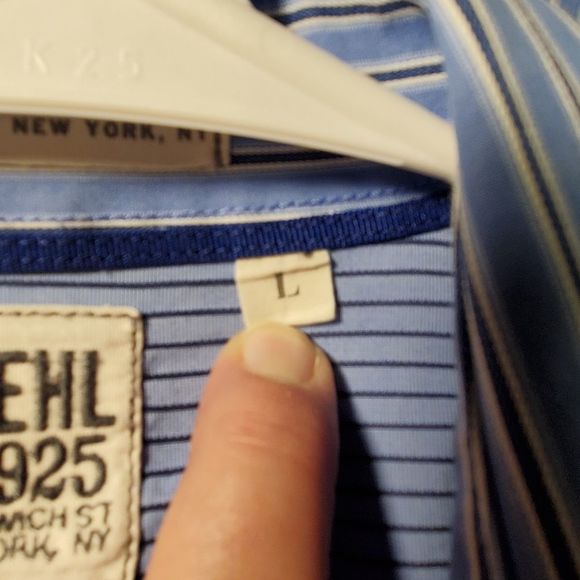 K25
NEW YORK, NY
L
EHL
925
WICH ST
ORK, NY